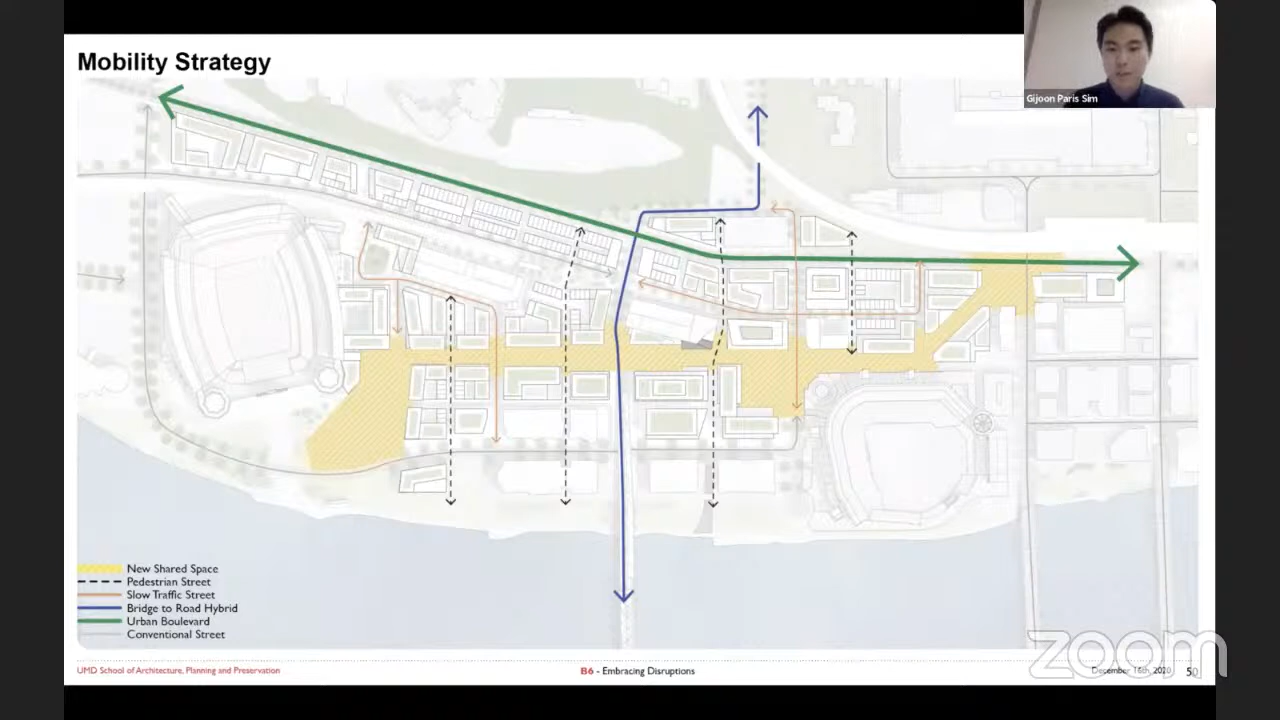 Mobility Strategy
Gijoon Paris Sim
New Shared Space
Pedestrian Street
Slow Traffic Street
Bridge to Road Hybrid
Urban Boulevard
Conventional Street
UMD School of Architecture, Planning and Preservation
B6 - Embracing Disruptions
December 16th, 2020
50
zoom